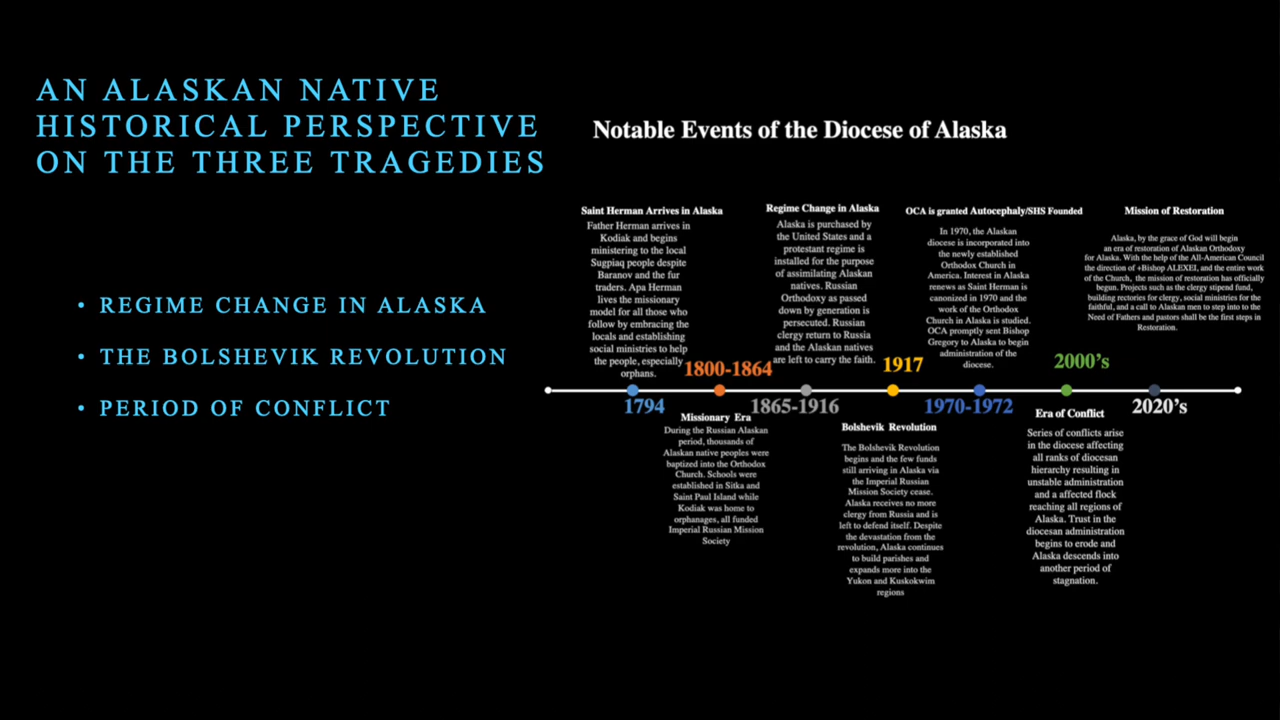 AN ALASKAN NATIVE
HISTORICAL PERSPECTIVE
ON THE THREE TRAGEDIES
• REGIME CHANGE IN ALASKA
• THE BOLSHEVIK REVOLUTION
• PERIOD OF CONFLICT
Notable Events of the Diocese of Alaska
Saint Herman Arrives in Alaska
Father Herman arrives in
Kodiak and begins
ministering to the local
Sugpiaq people despite
Baranov and the fur
traders. Apa Herman
lives the missionary
model for all those who
follow by embracing the
locals and establishing
social ministries to help
the people, especially
orphans.
1794
1800-1864
Missionary Era
During the Russian Alaskan
period, thousands of
Alaskan native peoples were
baptized into the Orthodox
Church. Schools were
established in Sitka and
Saint Paul Island while
Kodiak was home to
orphanages, all funded
Imperial Russian Mission
Society
Regime Change in Alaska
Alaska is purchased by
the United States and a
protestant regime is
installed for the purpose
of assimilating Alaskan
natives. Russian
Orthodoxy as passed
down by generation is
persecuted. Russian
clergy return to Russia
and the Alaskan natives
are left to carry the faith.
1865-1916
1917
Bolshevik Revolution
The Bolshevik Revolution
begins and the few funds
still arriving in Alaska via
the Imperial Russian
Mission Society cease.
Alaska receives no more
clergy from Russia and is
left to defend itself. Despite
the devastation from the
revolution, Alaska continues
to build parishes and
expands more into the
Yukon and Kuskokwim
regions
OCA is granted Autocephaly/SHS Founded
In 1970, the Alaskan
diocese is incorporated into
the newly established
Orthodox Church in
America. Interest in Alaska
renews as Saint Herman is
canonized in 1970 and the
work of the Orthodox
Church in Alaska is studied.
OCA promptly sent Bishop
Gregory to Alaska to begin
administration of the
diocese.
1970-1972
2000's
Era of Conflict
Series of conflicts arise
in the diocese affecting
all ranks of diocesan
hierarchy resulting in
unstable administration
and a affected flock
reaching all regions of
Alaska. Trust in the
diocesan administration
begins to erode and
Alaska descends into
another period of
stagnation.
Mission of Restoration
Alaska, by the grace of God will begin
an era of restoration of Alaskan Orthodoxy
for Alaska. With the help of the All-American Council
the direction of +Bishop ALEXEI, and the entire work
of the Church, the mission of restoration has officially
begun. Projects such as the clergy stipend fund,
building rectories for clergy, social ministries for the
faithful, and a call to Alaskan men to step into to the
Need of Fathers and pastors shall be the first steps in
Restoration.
2020's